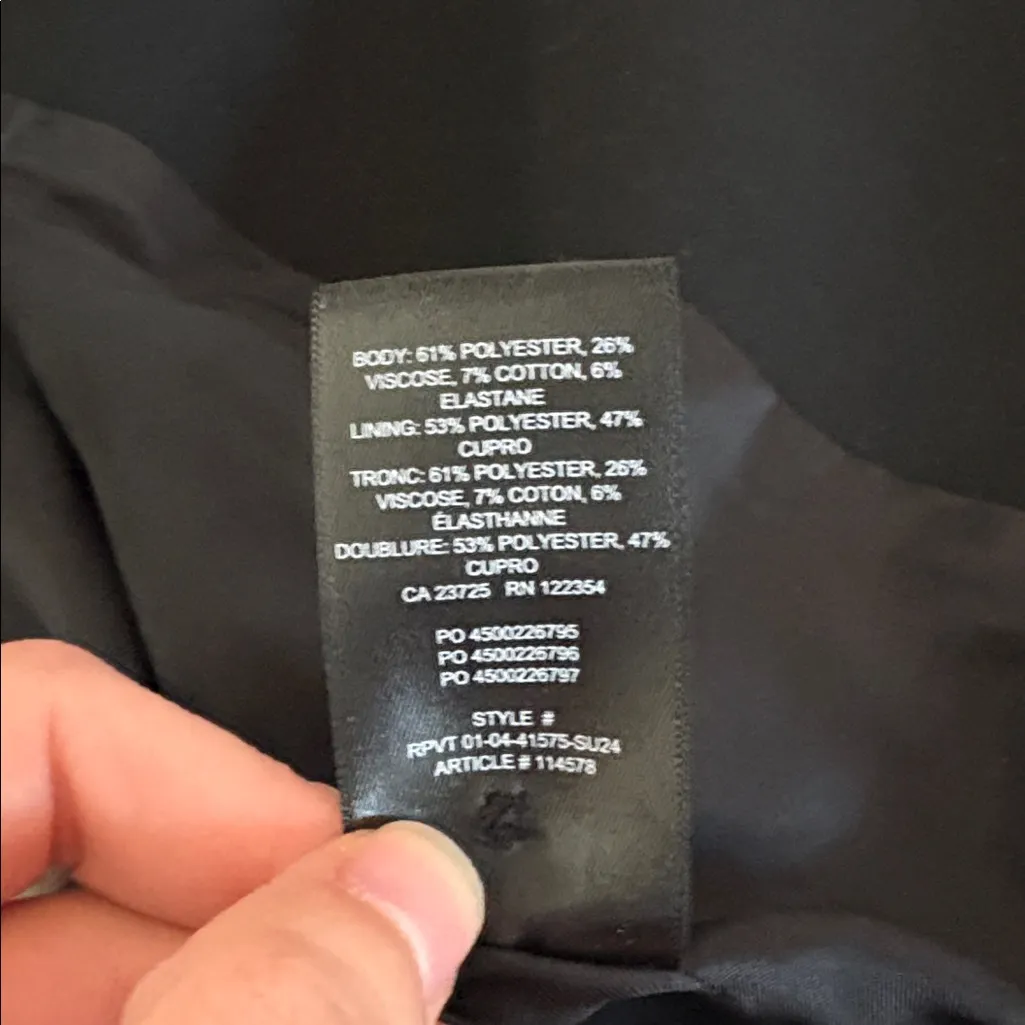 BODY: 61% POLYESTER, 26%
VISCOSE, 7% COTTON, 6%
ELASTANE
LINING: 53% POLYESTER, 47%
CUPRO
TRONC: 61% POLYESTER, 26%
VISCOSE, 7% COTON, 6%
ÉLASTHANNE
DOUBLURE: 53% POLYESTER, 47%
CUPRO
CA 23725 RN 122354
PO 4500226795
PO 4500226796
PO 4500226797
STYLE #
RPVT 01-04-41575-SU24
ARTICLE # 114578